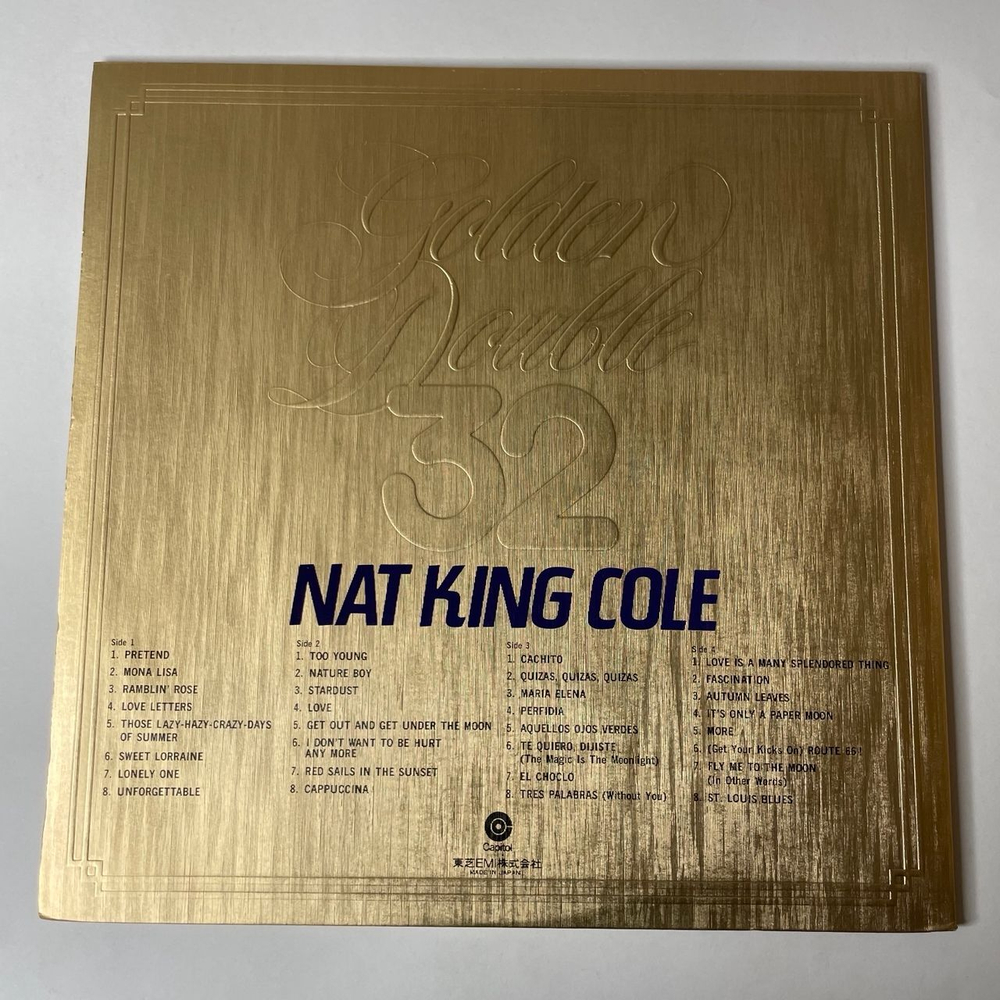 Golden
Double
32
NAT KING COLE
Side 1
1. PRETEND
2. MONA LISA
3. RAMBLIN' ROSE
4. LOVE LETTERS
5. THOSE LAZY-HAZY-CRAZY-DAYS
OF SUMMER
6. SWEET LORRAINE
7. LONELY ONE
8. UNFORGETTABLE
Side 2
1. TOO YOUNG
2. NATURE BOY
3. STARDUST
4. LOVE
5. GET OUT AND GET UNDER THE MOON
6. I DON'T WANT TO BE HURT
ANY MORE
7. RED SAILS IN THE SUNSET
8. CAPPUCCINA
Side 3
1. CACHITO
2. QUIZAS, QUIZAS, QUIZAS
3. MARIA ELENA
4. PERFIDIA
5. AQUELLOS OJOS VERDES
6. TE QUIERO, DIJISTE
(The Magic Is The Moonlight)
7. EL CHOCLO
8. TRES PALABRAS (Without You)
Side 4
1. LOVE IS A MANY SPLENDORED THING
2. FASCINATION
3. AUTUMN LEAVES
4. IT'S ONLY A PAPER MOON
5. MORE
6. (Get Your Kicks On) ROUTE 66!
7. FLY ME TO THE MOON
(In Other Words)
8. ST. LOUIS BLUES
Capitol
東芝EMI株式会社
MADE IN JAPAN